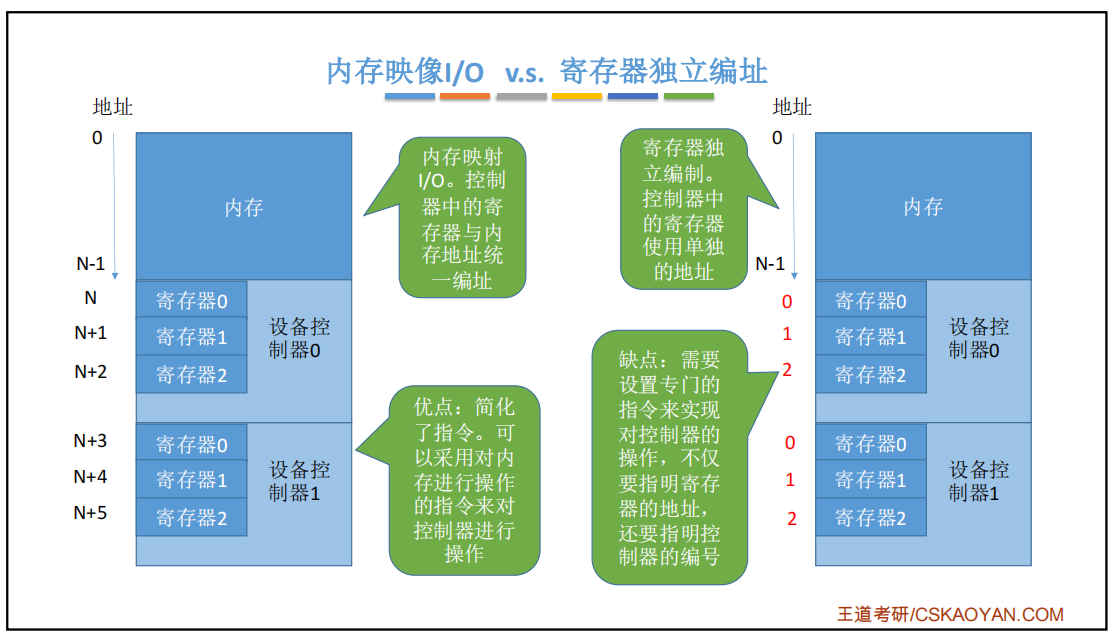 内存映像I/O v.s. 寄存器独立编址
地址
0
N-1
N
N+1
N+2
N+3
N+4
N+5
内存
寄存器0
寄存器1
寄存器2
设备控
制器0
寄存器0
寄存器1
寄存器2
设备控
制器1
内存映射
I/O。控制
器中的寄
存器与内
存地址统
一编址
优点：简化
了指令。可
以采用对内
存进行操作
的指令来对
控制器进行
操作
寄存器独
立编制。
控制器中
的寄存器
使用单独
的地址
缺点：需要
设置专门的
指令来实现
对控制器的
操作，不仅
要指明寄存
器的地址，
还要指明控
制器的编号
地址
0
N-1
0
1
2
0
1
2
内存
寄存器0
寄存器1
寄存器2
设备控
制器0
寄存器0
寄存器1
寄存器2
设备控
制器1
王道考研/CSKAOYAN.COM